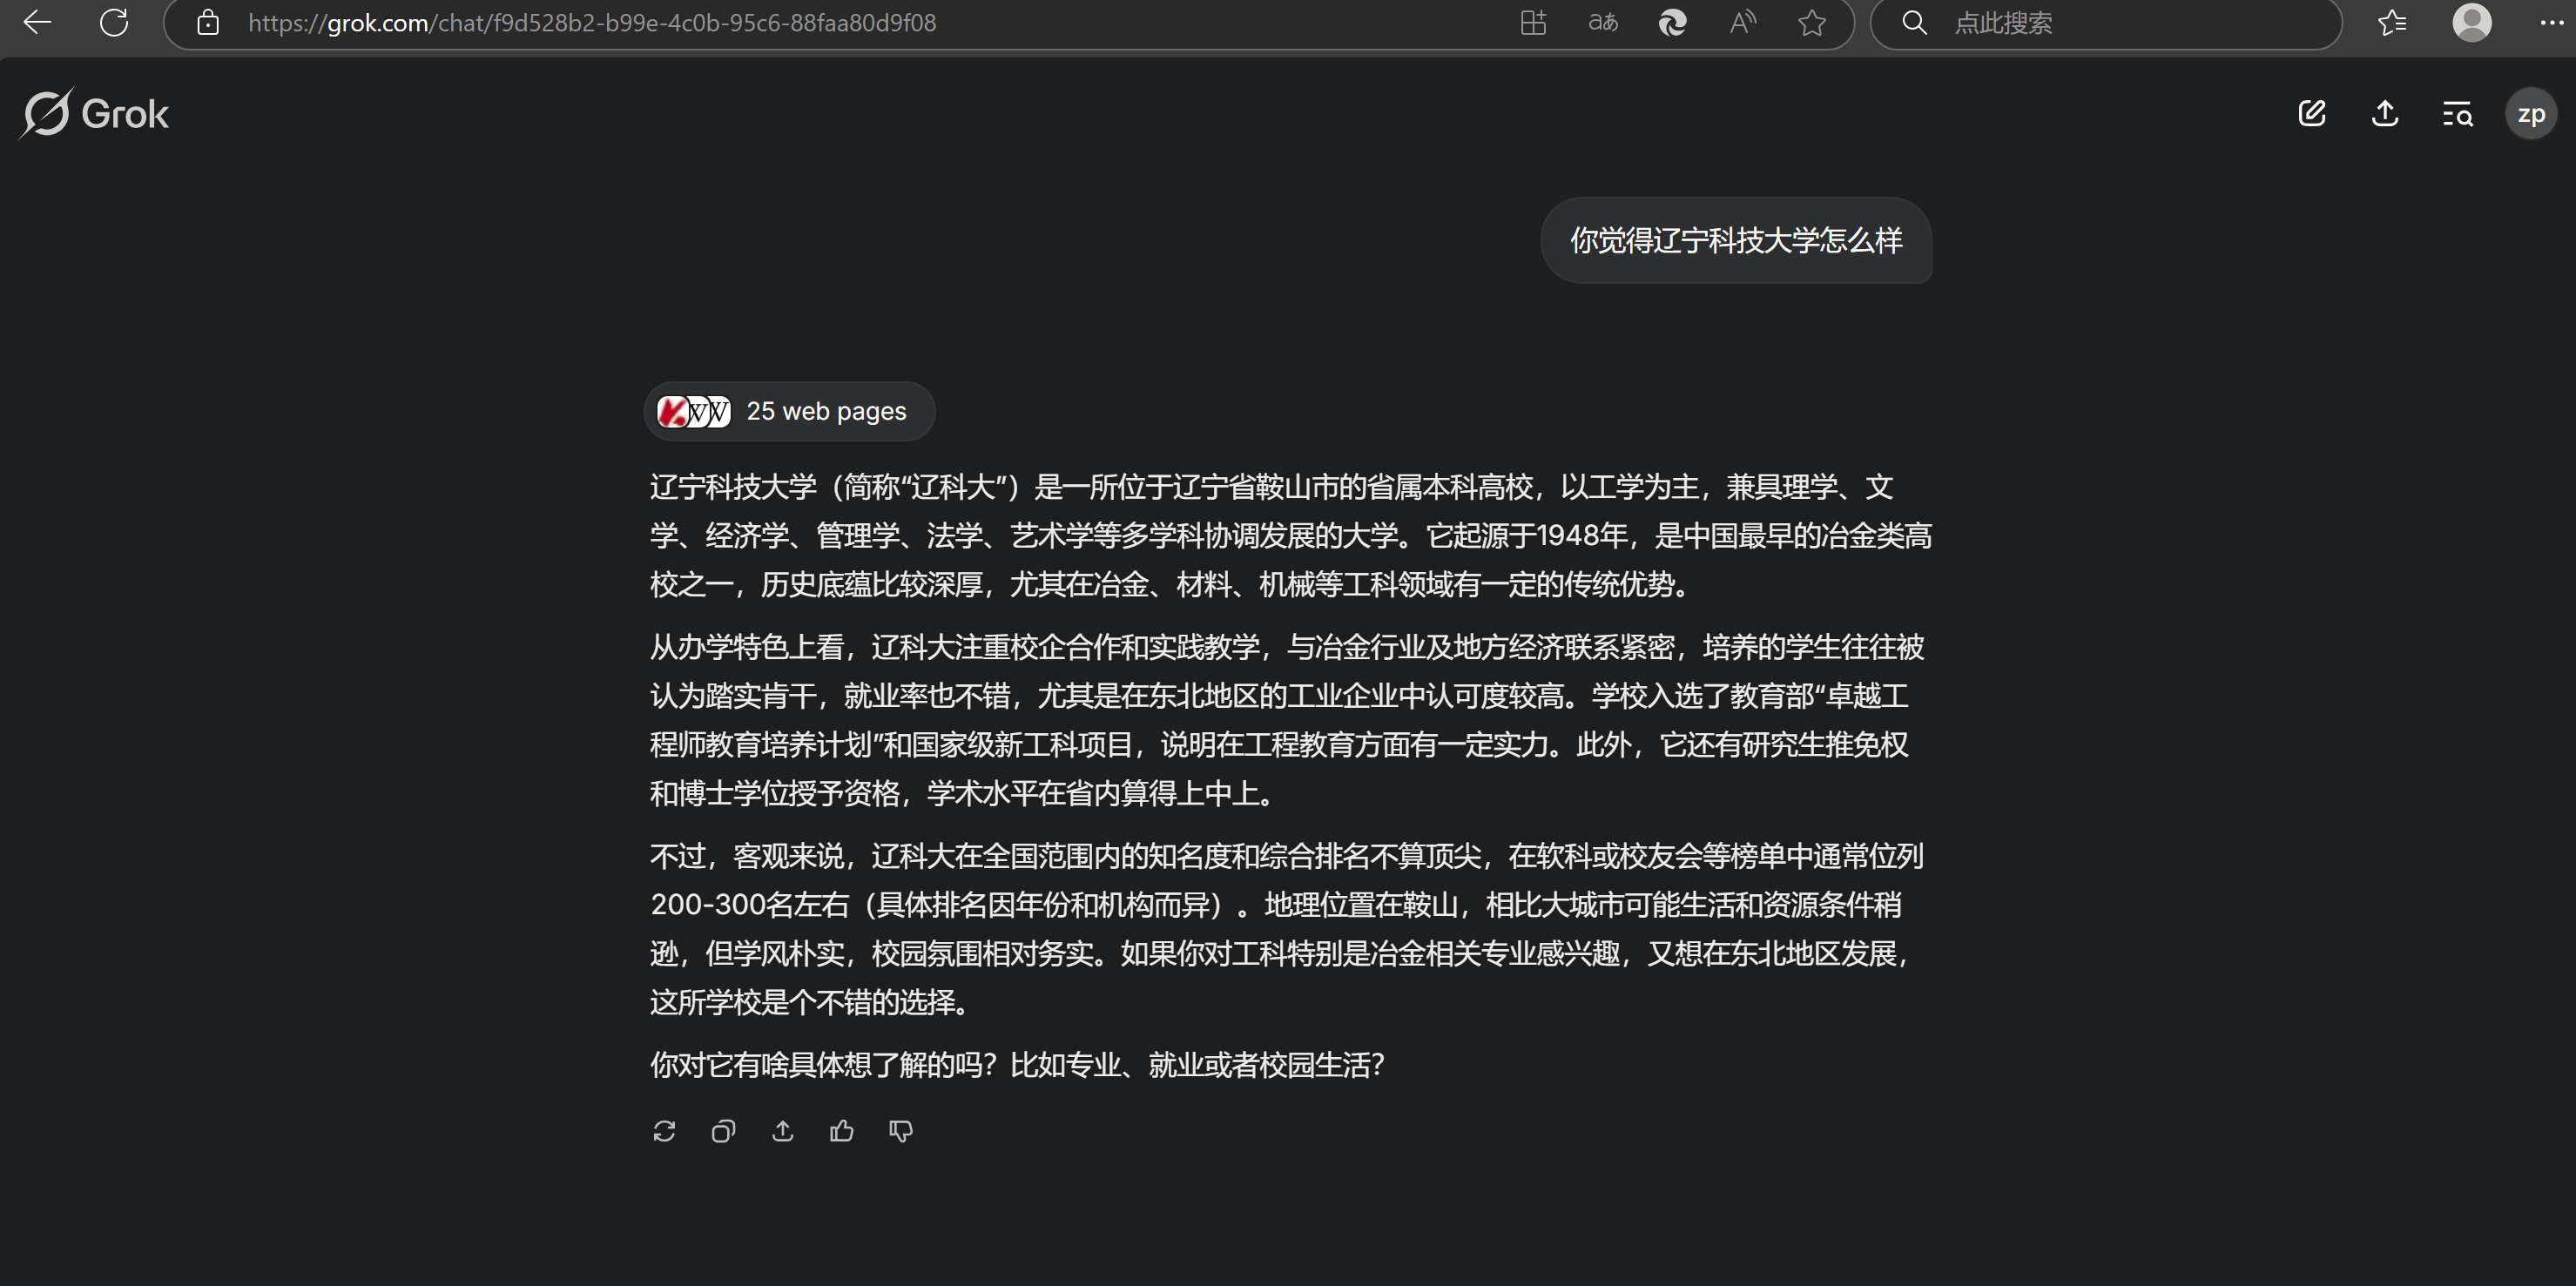 https://grok.com/chat/f9d528b2-b99e-4c0b-95c6-88faa80d9f08
aあ
A
点此搜索
Grok
zp
你觉得辽宁科技大学怎么样
W
W
25 web pages
辽宁科技大学（简称“辽科大”）是一所位于辽宁省鞍山市的省属本科高校，以工学为主，兼具理学、文
学、经济学、管理学、法学、艺术学等多学科协调发展的大学。它起源于1948年，是中国最早的冶金类高
校之一，历史底蕴比较深厚，尤其在冶金、材料、机械等工科领域有一定的传统优势。
从办学特色上看，辽科大注重校企合作和实践教学，与冶金行业及地方经济联系紧密，培养的学生往往被
认为踏实肯干，就业率也不错，尤其是在东北地区的工业企业中认可度较高。学校入选了教育部“卓越工
程师教育培养计划”和国家级新工科项目，说明在工程教育方面有一定实力。此外，它还有研究生推免权
和博士学位授予资格，学术水平在省内算得上中上。
不过，客观来说，辽科大在全国范围内的知名度和综合排名不算顶尖，在软科或校友会等榜单中通常位列
200-300名左右（具体排名因年份和机构而异）。地理位置在鞍山，相比大城市可能生活和资源条件稍
逊，但学风朴实，校园氛围相对务实。如果你对工科特别是冶金相关专业感兴趣，又想在东北地区发展，
这所学校是个不错的选择。
你对它有啥具体想了解的吗？比如专业、就业或者校园生活？